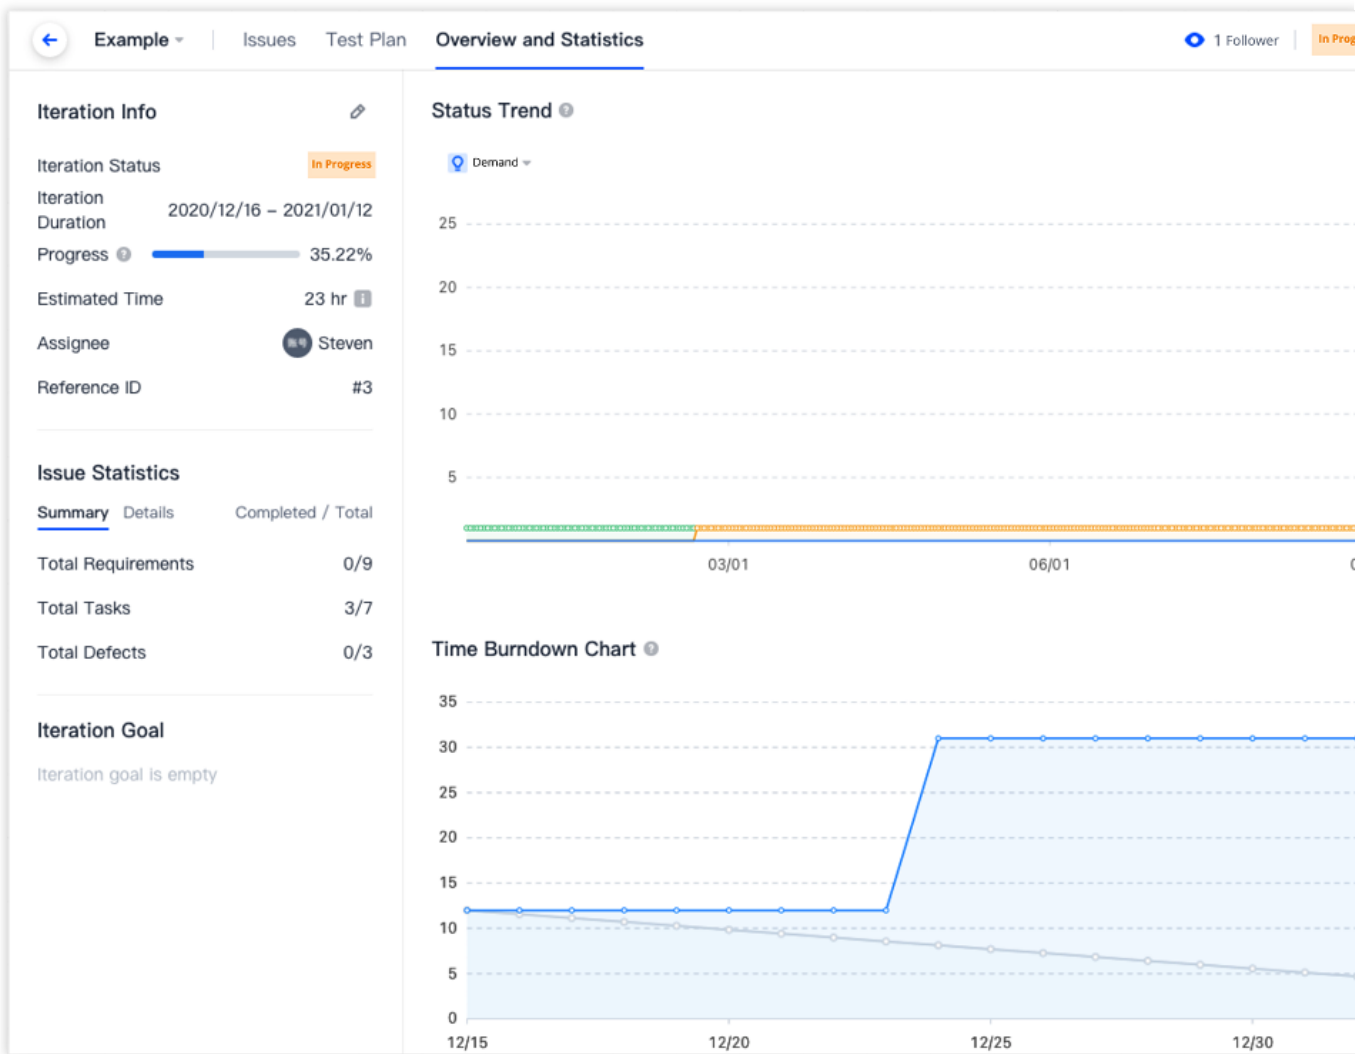 Example Issues Test Plan Overview and Statistics 1 Follower In Prog
Iteration Info
Iteration Status In Progress
Iteration
Duration 2020/12/16 – 2021/01/12
Progress 35.22%
Estimated Time 23 hr
Assignee Steven
Reference ID #3
Issue Statistics
Summary Details Completed / Total
Total Requirements 0/9
Total Tasks 3/7
Total Defects 0/3
Iteration Goal
Iteration goal is empty
Status Trend
Demand
25
20
15
10
5
03/01 06/01
Time Burndown Chart
35
30
25
20
15
10
5
0
12/15 12/20 12/25 12/30